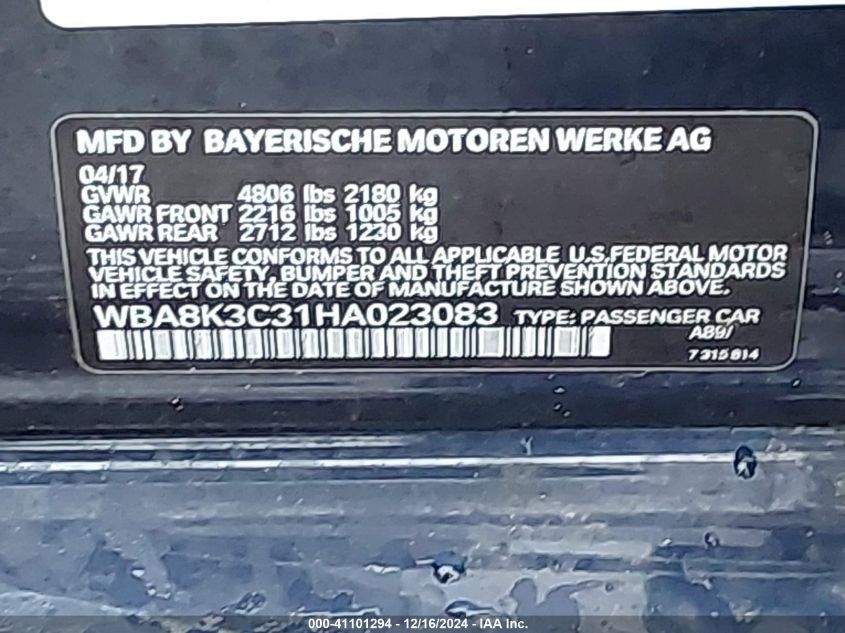 MFD BY BAYERISCHE MOTOREN WERKE AG
04/17
GVWR 4806 lbs 2180 kg
GAWR FRONT 2216 lbs 1005 kg
GAWR REAR 2712 lbs 1230 kg
THIS VEHICLE CONFORMS TO ALL APPLICABLE U.S.FEDERAL MOTOR
VEHICLE SAFETY, BUMPER AND THEFT PREVENTION STANDARDS
IN EFFECT ON THE DATE OF MANUFACTURE SHOWN ABOVE.
WBA8K3C31HA023083 TYPE: PASSENGER CAR
A89/
7315814
000-41101294 - 12/16/2024 - IAA Inc.